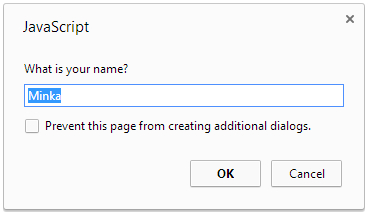 JavaScript
What is your name?
Minka
Prevent this page from creating additional dialogs.
OK Cancel